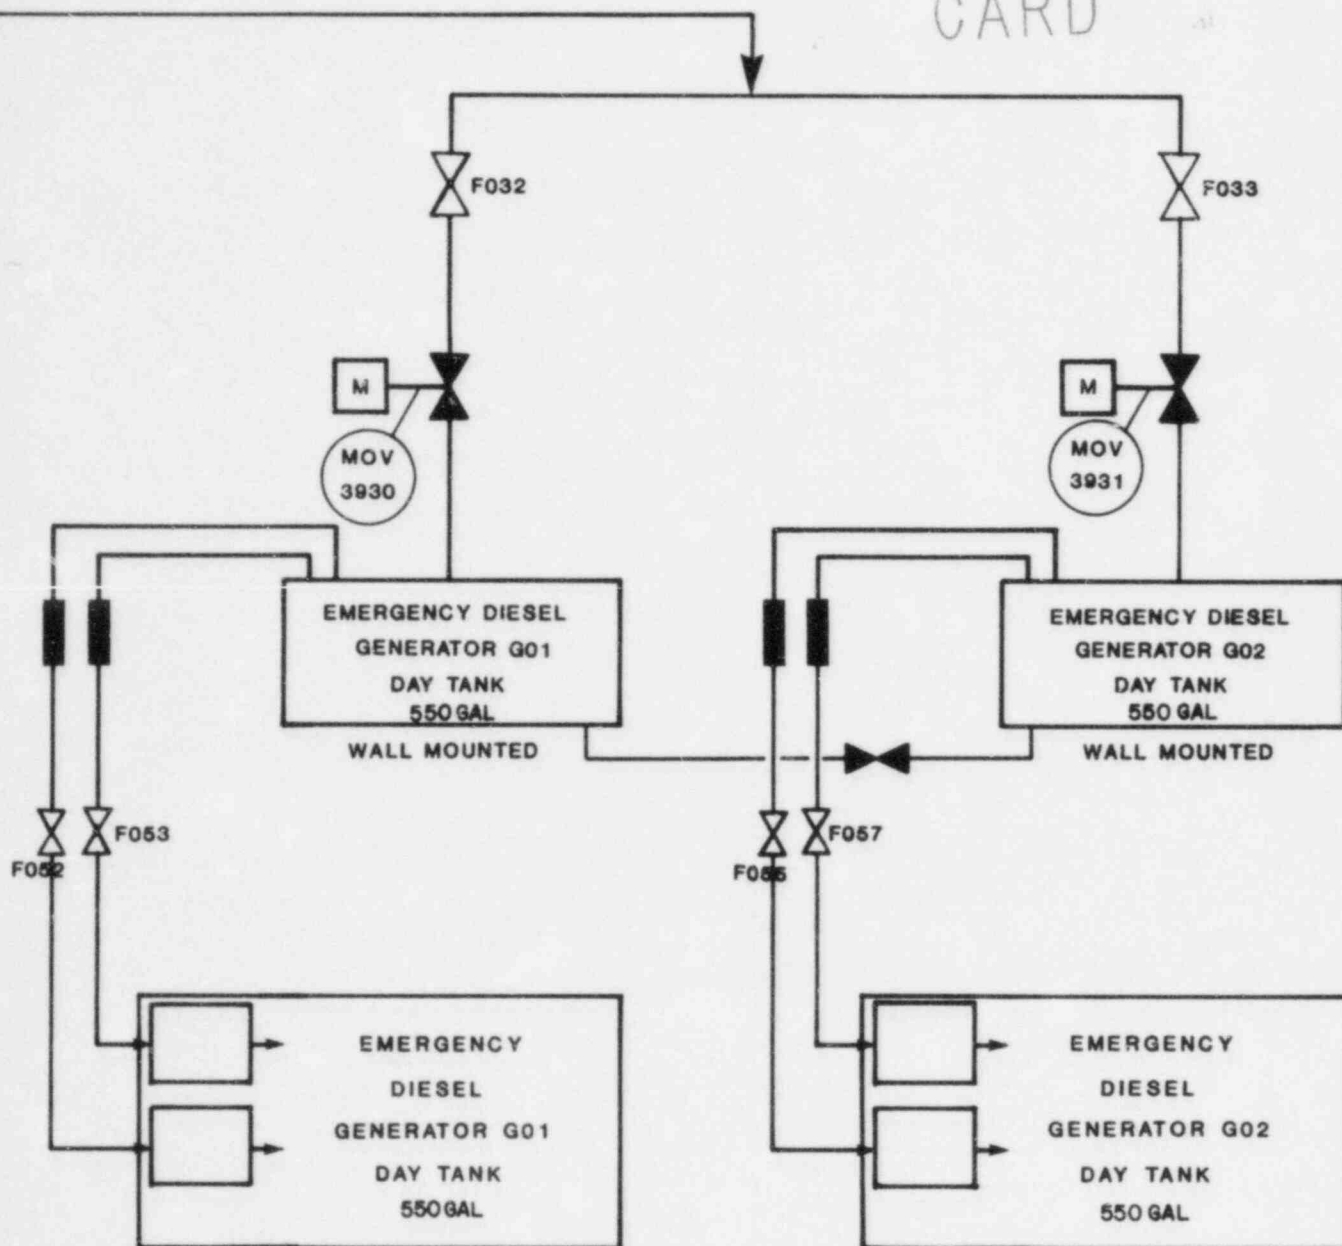 CARD
F032
F033
M
M
MOV
3930
MOV
3931
EMERGENCY DIESEL
GENERATOR G01
DAY TANK
550 GAL
WALL MOUNTED
EMERGENCY DIESEL
GENERATOR G02
DAY TANK
550 GAL
WALL MOUNTED
F053
F052
F057
EMERGENCY
DIESEL
GENERATOR G01
DAY TANK
550 GAL
EMERGENCY
DIESEL
GENERATOR G02
DAY TANK
550 GAL